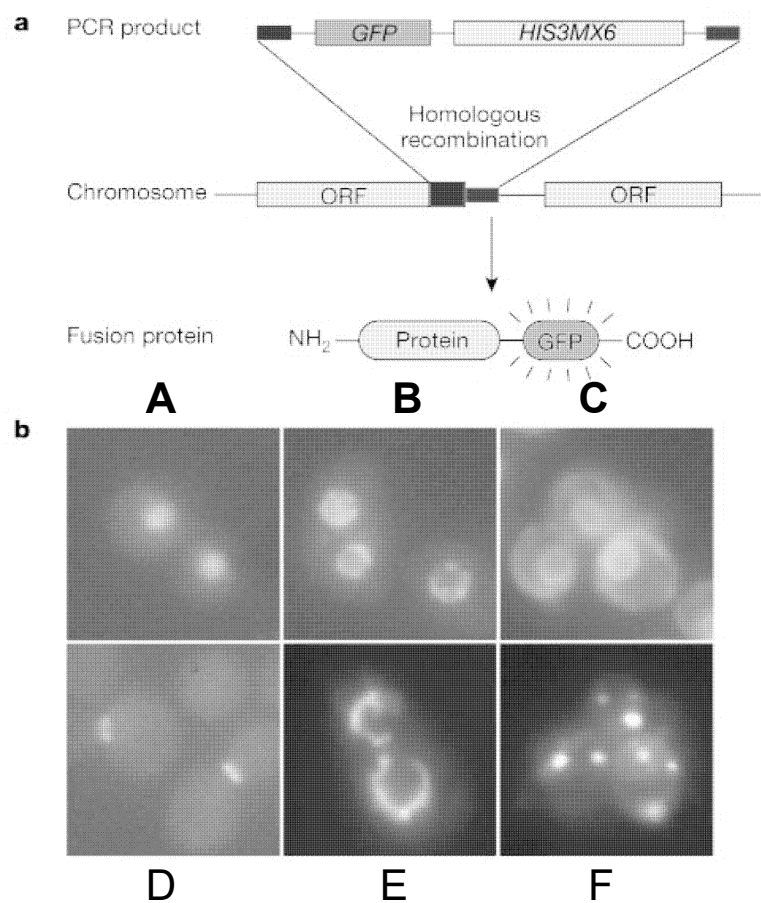 a
PCR product GFP HIS3MX6
Homologous
recombination
Chromosome ORF ORF
Fusion protein NH2 Protein GFP COOH
A B C
b
D E F